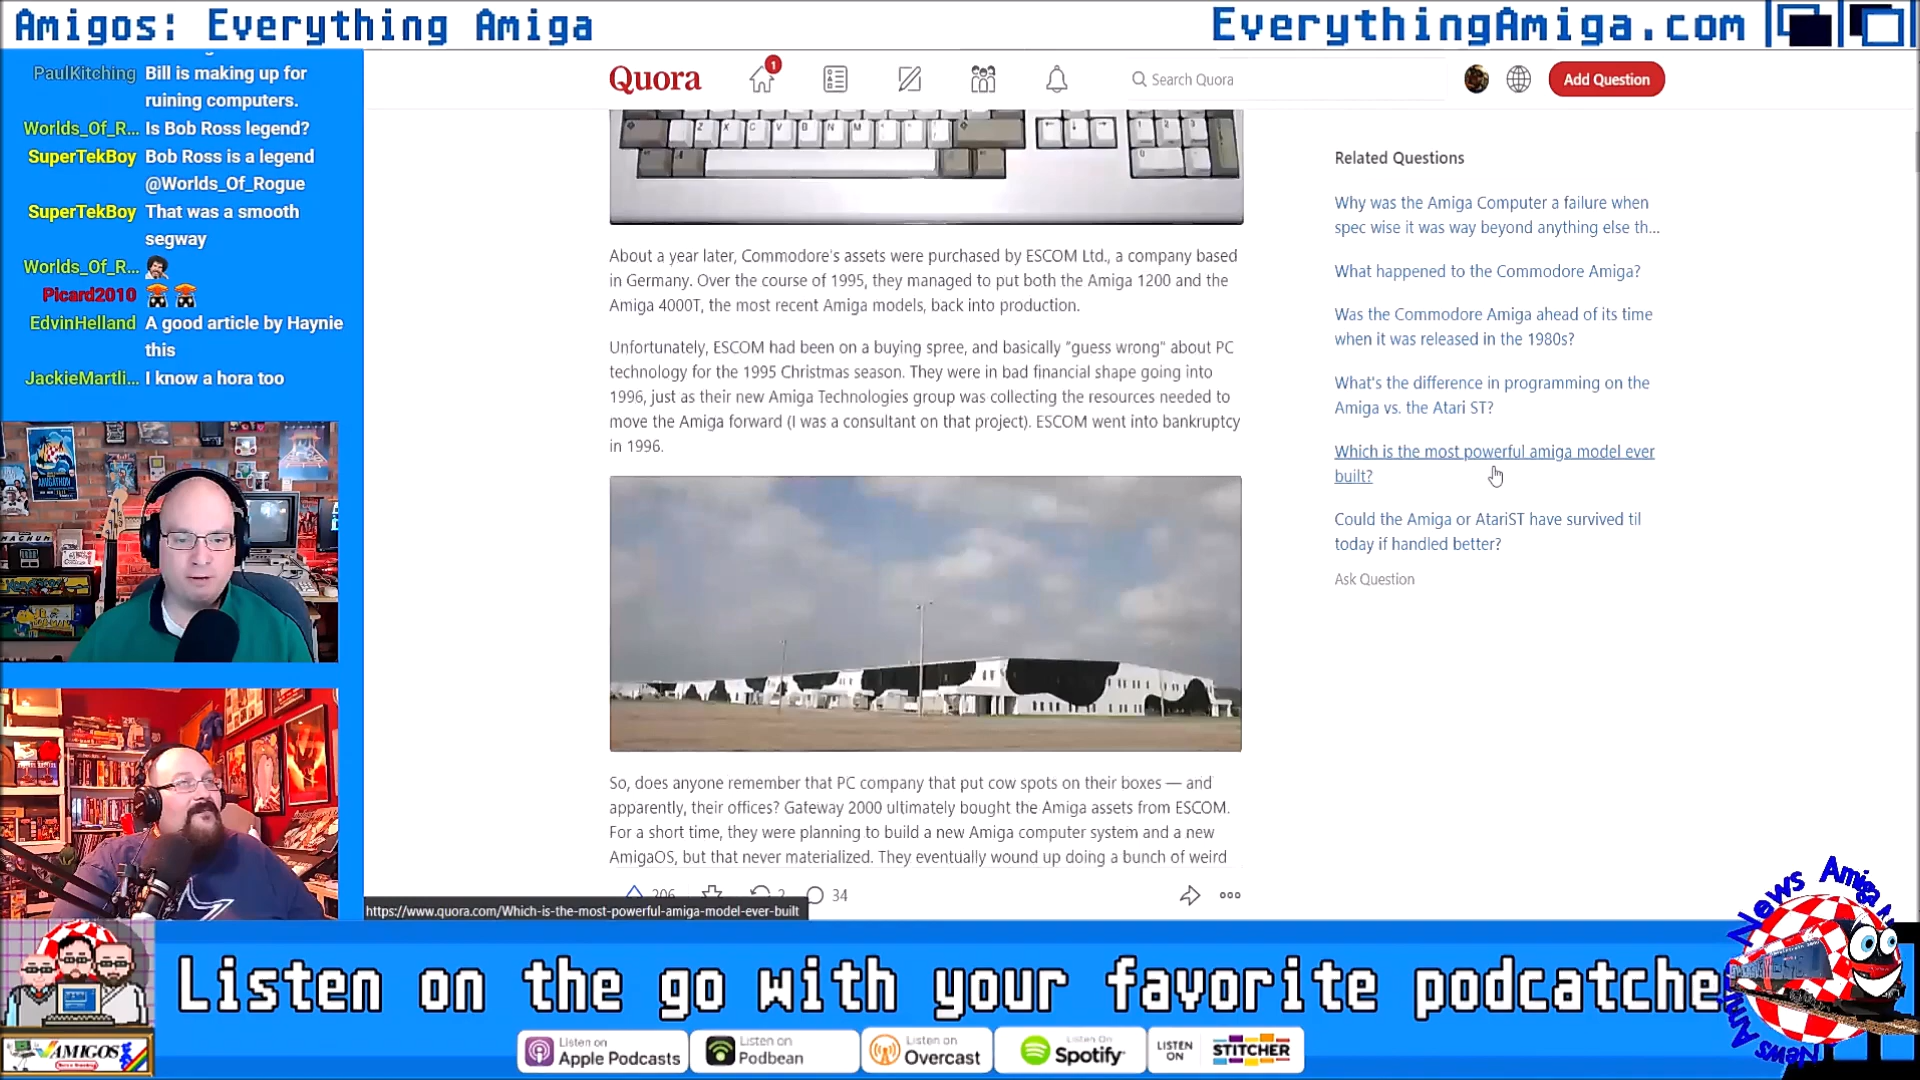 Amigos: Everything Amiga
EverythingAmiga.com
PaulKitching Bill is making up for
ruining computers.
Worlds_Of_R... Is Bob Ross legend?
SuperTekBoy Bob Ross is a legend
@Worlds_Of_Rogue
SuperTekBoy That was a smooth
segway
Worlds_Of_R...
Picard2010
EdvinHelland A good article by Haynie
this
JackieMartli... I know a hora too
Quora
1
Search Quora
Add Question
Z X C V B N M
1 2 3
0
About a year later, Commodore's assets were purchased by ESCOM Ltd., a company based
in Germany. Over the course of 1995, they managed to put both the Amiga 1200 and the
Amiga 4000T, the most recent Amiga models, back into production.
Unfortunately, ESCOM had been on a buying spree, and basically "guess wrong" about PC
technology for the 1995 Christmas season. They were in bad financial shape going into
1996, just as their new Amiga Technologies group was collecting the resources needed to
move the Amiga forward (I was a consultant on that project). ESCOM went into bankruptcy
in 1996.
So, does anyone remember that PC company that put cow spots on their boxes — and
apparently, their offices? Gateway 2000 ultimately bought the Amiga assets from ESCOM.
For a short time, they were planning to build a new Amiga computer system and a new
AmigaOS, but that never materialized. They eventually wound up doing a bunch of weird
206 2 34
https://www.quora.com/Which-is-the-most-powerful-amiga-model-ever-built
Related Questions
Why was the Amiga Computer a failure when
spec wise it was way beyond anything else th...
What happened to the Commodore Amiga?
Was the Commodore Amiga ahead of its time
when it was released in the 1980s?
What's the difference in programming on the
Amiga vs. the Atari ST?
Which is the most powerful amiga model ever
built?
Could the Amiga or AtariST have survived til
today if handled better?
Ask Question
Listen on the go with your favorite podcatche
Listen on
Apple Podcasts
Listen on
Podbean
Listen on
Overcast
Listen On
Spotify
LISTEN
ON
STITCHER
AMIGOS
News Amiga
News Am